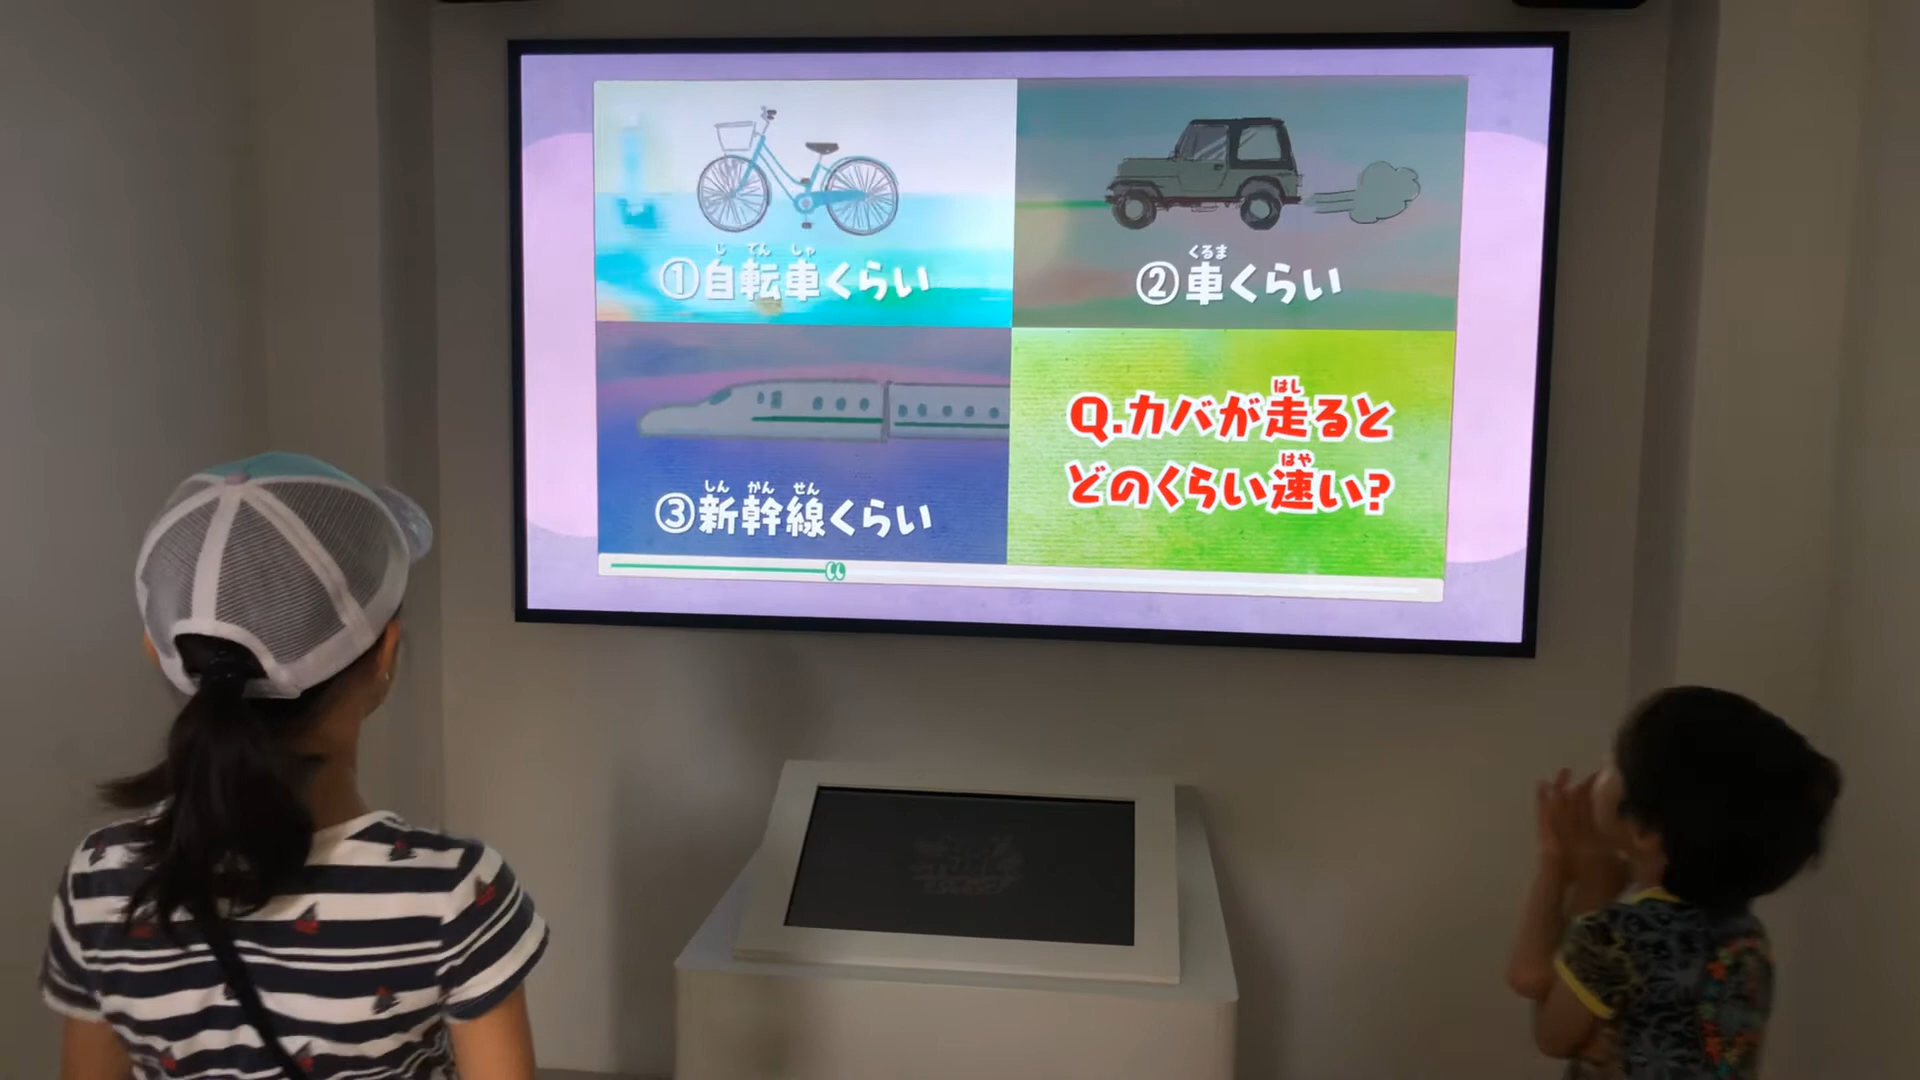 じてんしゃ
①自転車くらい
くるま
②車くらい
しんかんせん
③新幹線くらい
はし
Q.カバが走ると
はや
どのくらい速い?